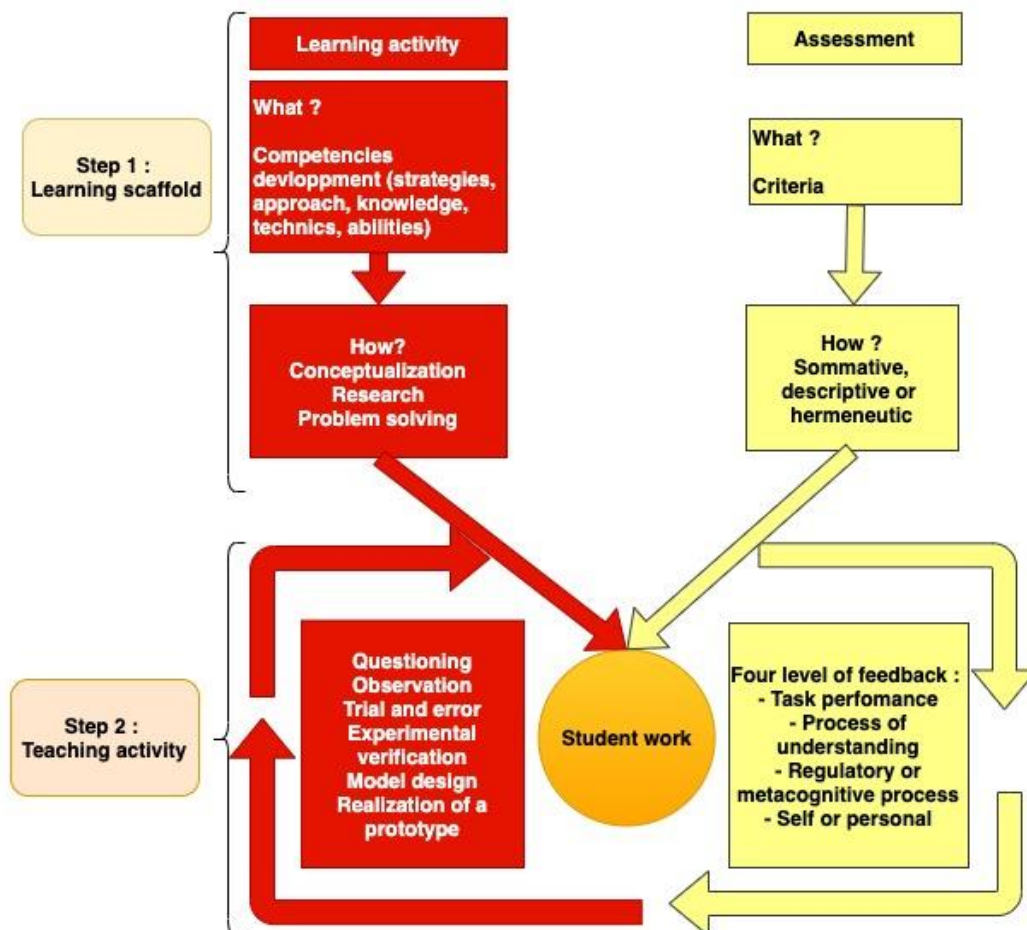 Learning activity
Assessment
Step 1 :
Learning scaffold
What ?
Competencies
devloppment (strategies,
approach, knowledge,
technics, abilities)
What ?
Criteria
How?
Conceptualization
Research
Problem solving
How ?
Sommative,
descriptive or
hermeneutic
Step 2 :
Teaching activity
Questioning
Observation
Trial and error
Experimental
verification
Model design
Realization of a
prototype
Student work
Four level of feedback :
- Task perfomance
- Process of
understanding
- Regulatory or
metacognitive process
- Self or personal